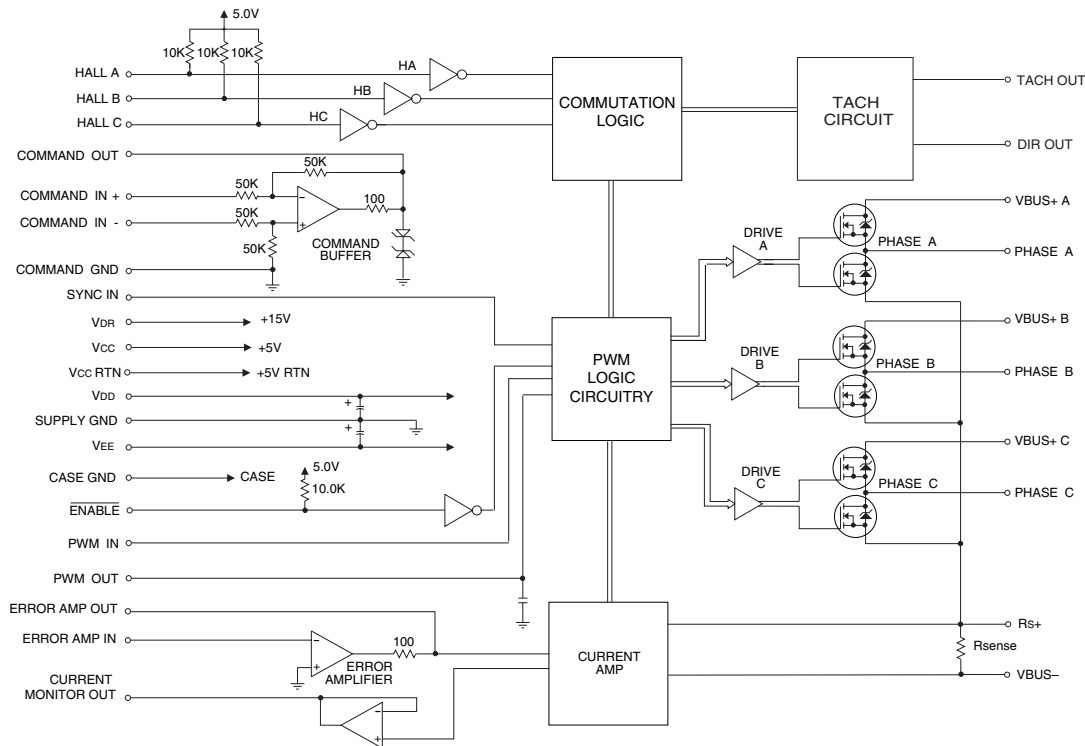 5.0V
10K 10K 10K
HALL A
HA
HALL B
HB
HALL C
HC
COMMUTATION
LOGIC
TACH
CIRCUIT
TACH OUT
DIR OUT
COMMAND OUT
50K
COMMAND IN +
50K
−
100
COMMAND IN -
50K
+
50K
COMMAND
BUFFER
COMMAND GND
SYNC IN
VDR
+15V
VCC
+5V
VCC RTN
+5V RTN
VDD
+
SUPPLY GND
+
VEE
CASE GND
CASE
5.0V
10.0K
ENABLE
PWM IN
PWM OUT
PWM
LOGIC
CIRCUITRY
DRIVE
A
VBUS+ A
PHASE A
PHASE A
DRIVE
B
VBUS+ B
PHASE B
PHASE B
DRIVE
C
VBUS+ C
PHASE C
PHASE C
ERROR AMP OUT
ERROR AMP IN
−
100
+
ERROR
AMPLIFIER
CURRENT
MONITOR OUT
−
+
CURRENT
AMP
RS+
Rsense
VBUS−